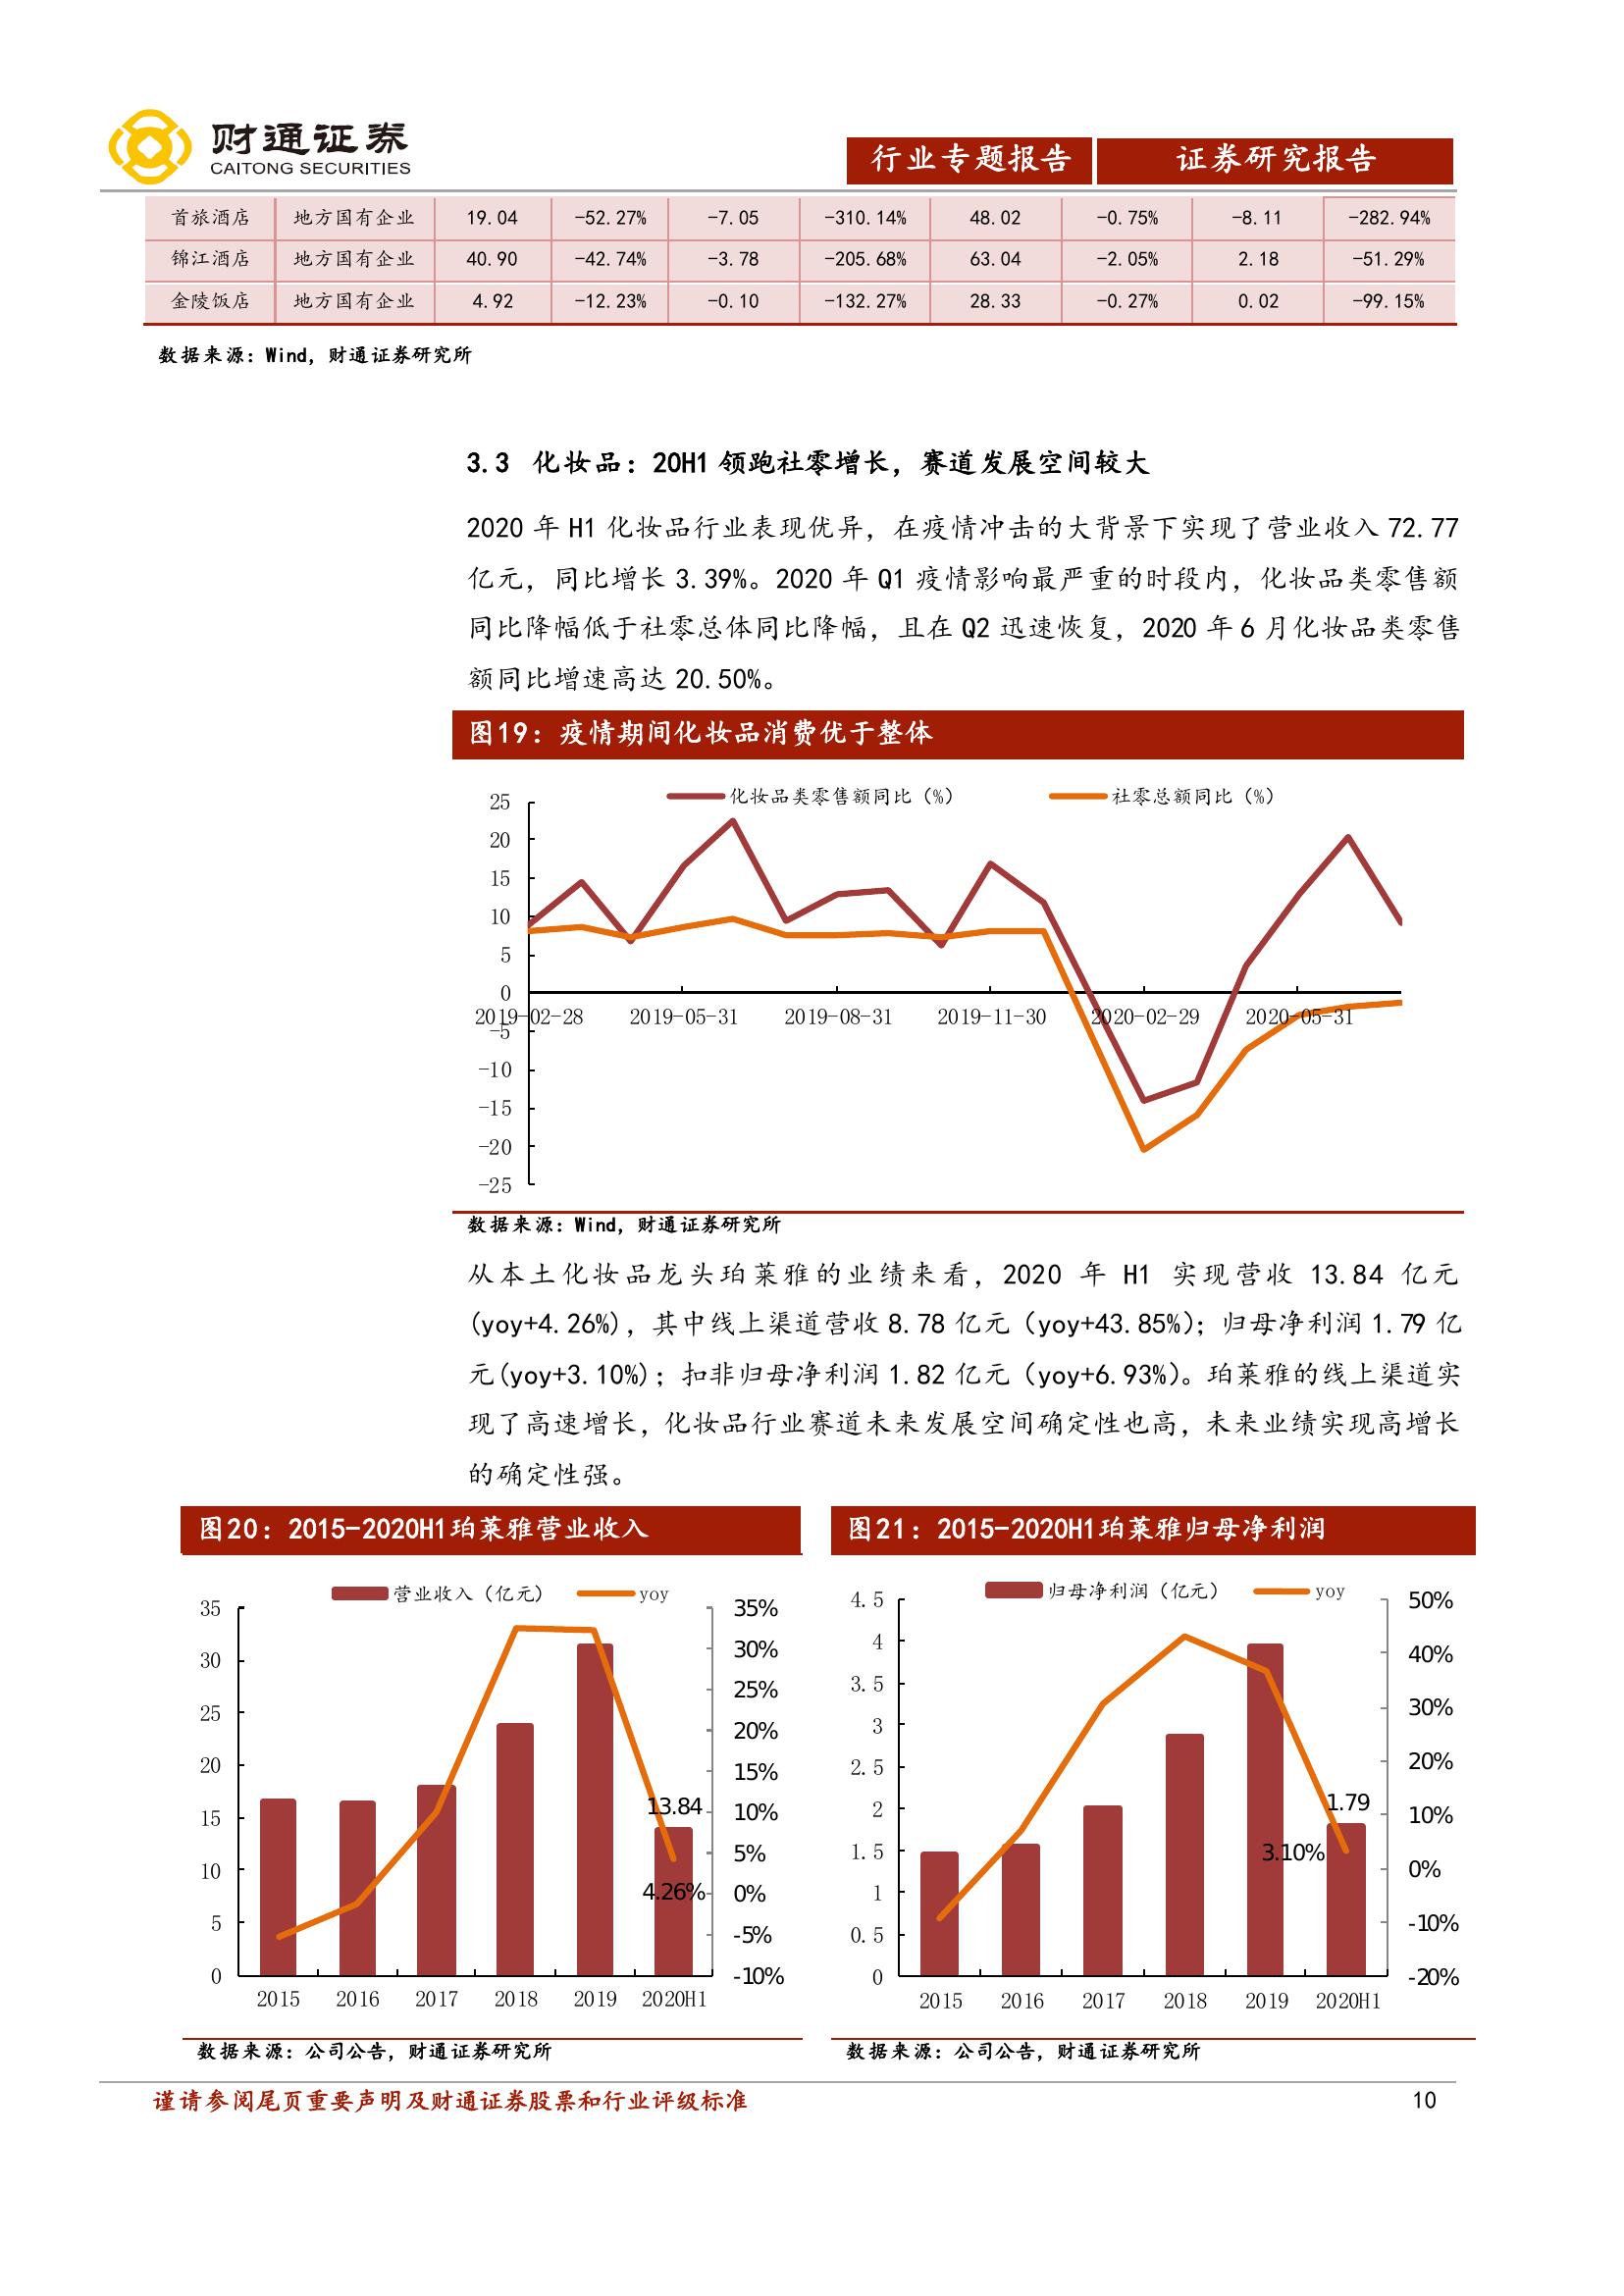 财通证券
CAITONG SECURITIES
行业专题报告 证券研究报告
首旅酒店 地方国有企业 19.04 -52.27% -7.05 -310.14% 48.02 -0.75% -8.11 -282.94%
锦江酒店 地方国有企业 40.90 -42.74% -3.78 -205.68% 63.04 -2.05% 2.18 -51.29%
金陵饭店 地方国有企业 4.92 -12.23% -0.10 -132.27% 28.33 -0.27% 0.02 -99.15%
数据来源：Wind，财通证券研究所
3.3 化妆品：20H1 领跑社零增长，赛道发展空间较大
2020 年 H1 化妆品行业表现优异，在疫情冲击的大背景下实现了营业收入 72.77
亿元，同比增长 3.39%。2020 年 Q1 疫情影响最严重的时段内，化妆品类零售额
同比降幅低于社零总体同比降幅，且在 Q2 迅速恢复，2020 年 6 月化妆品类零售
额同比增速高达 20.50%。
图19：疫情期间化妆品消费优于整体
化妆品类零售额同比（%） 社零总额同比（%）
25
20
15
10
5
0
-5
-10
-15
-20
-25
2019-02-28 2019-05-31 2019-08-31 2019-11-30 2020-02-29 2020-05-31
数据来源：Wind，财通证券研究所
从本土化妆品龙头珀莱雅的业绩来看，2020 年 H1 实现营收 13.84 亿元
(yoy+4.26%)，其中线上渠道营收 8.78 亿元（yoy+43.85%）；归母净利润 1.79 亿
元(yoy+3.10%)；扣非归母净利润 1.82 亿元（yoy+6.93%）。珀莱雅的线上渠道实
现了高速增长，化妆品行业赛道未来发展空间确定性也高，未来业绩实现高增长
的确定性强。
图20：2015-2020H1珀莱雅营业收入
营业收入（亿元） yoy
35
30
25
20
15
10
5
0
35%
30%
25%
20%
15%
10%
5%
0%
-5%
-10%
13.84
4.26%
2015 2016 2017 2018 2019 2020H1
数据来源：公司公告，财通证券研究所
图21：2015-2020H1珀莱雅归母净利润
归母净利润（亿元） yoy
4.5
4
3.5
3
2.5
2
1.5
1
0.5
0
50%
40%
30%
20%
10%
0%
-10%
-20%
1.79
3.10%
2015 2016 2017 2018 2019 2020H1
数据来源：公司公告，财通证券研究所
谨请参阅尾页重要声明及财通证券股票和行业评级标准 10